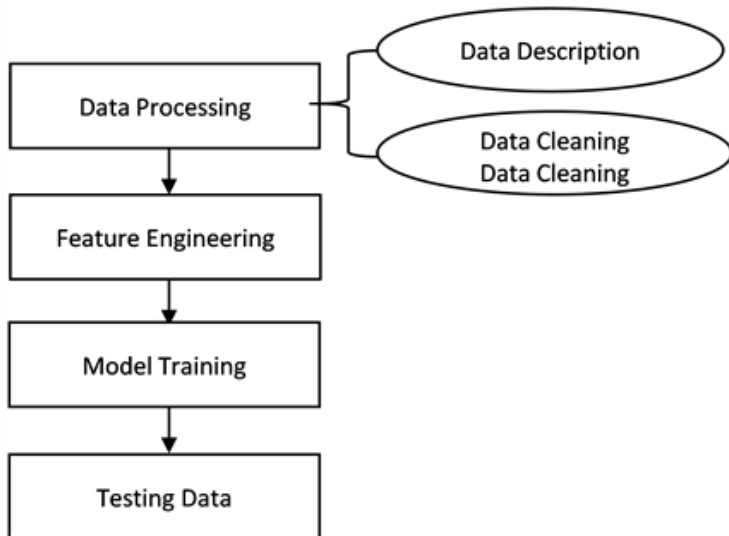 Data Description
Data Processing
Data Cleaning
Data Cleaning
Feature Engineering
Model Training
Testing Data